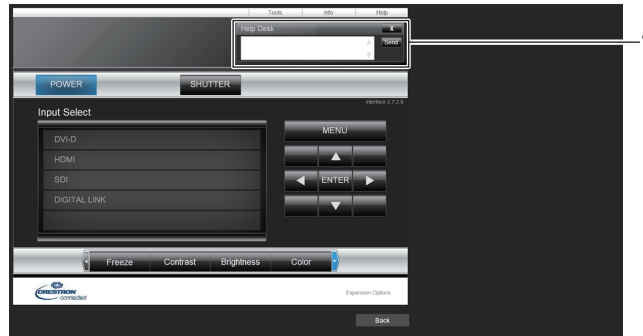 Tools Info Help
Help Desk X
Send
POWER SHUTTER
Interface 2.7.2.9
Input Select
MENU
DVI-D
HDMI
SDI
ENTER
DIGITAL LINK
Freeze Contrast Brightness Color
CRESTRON
connected
Expansion Options
Back